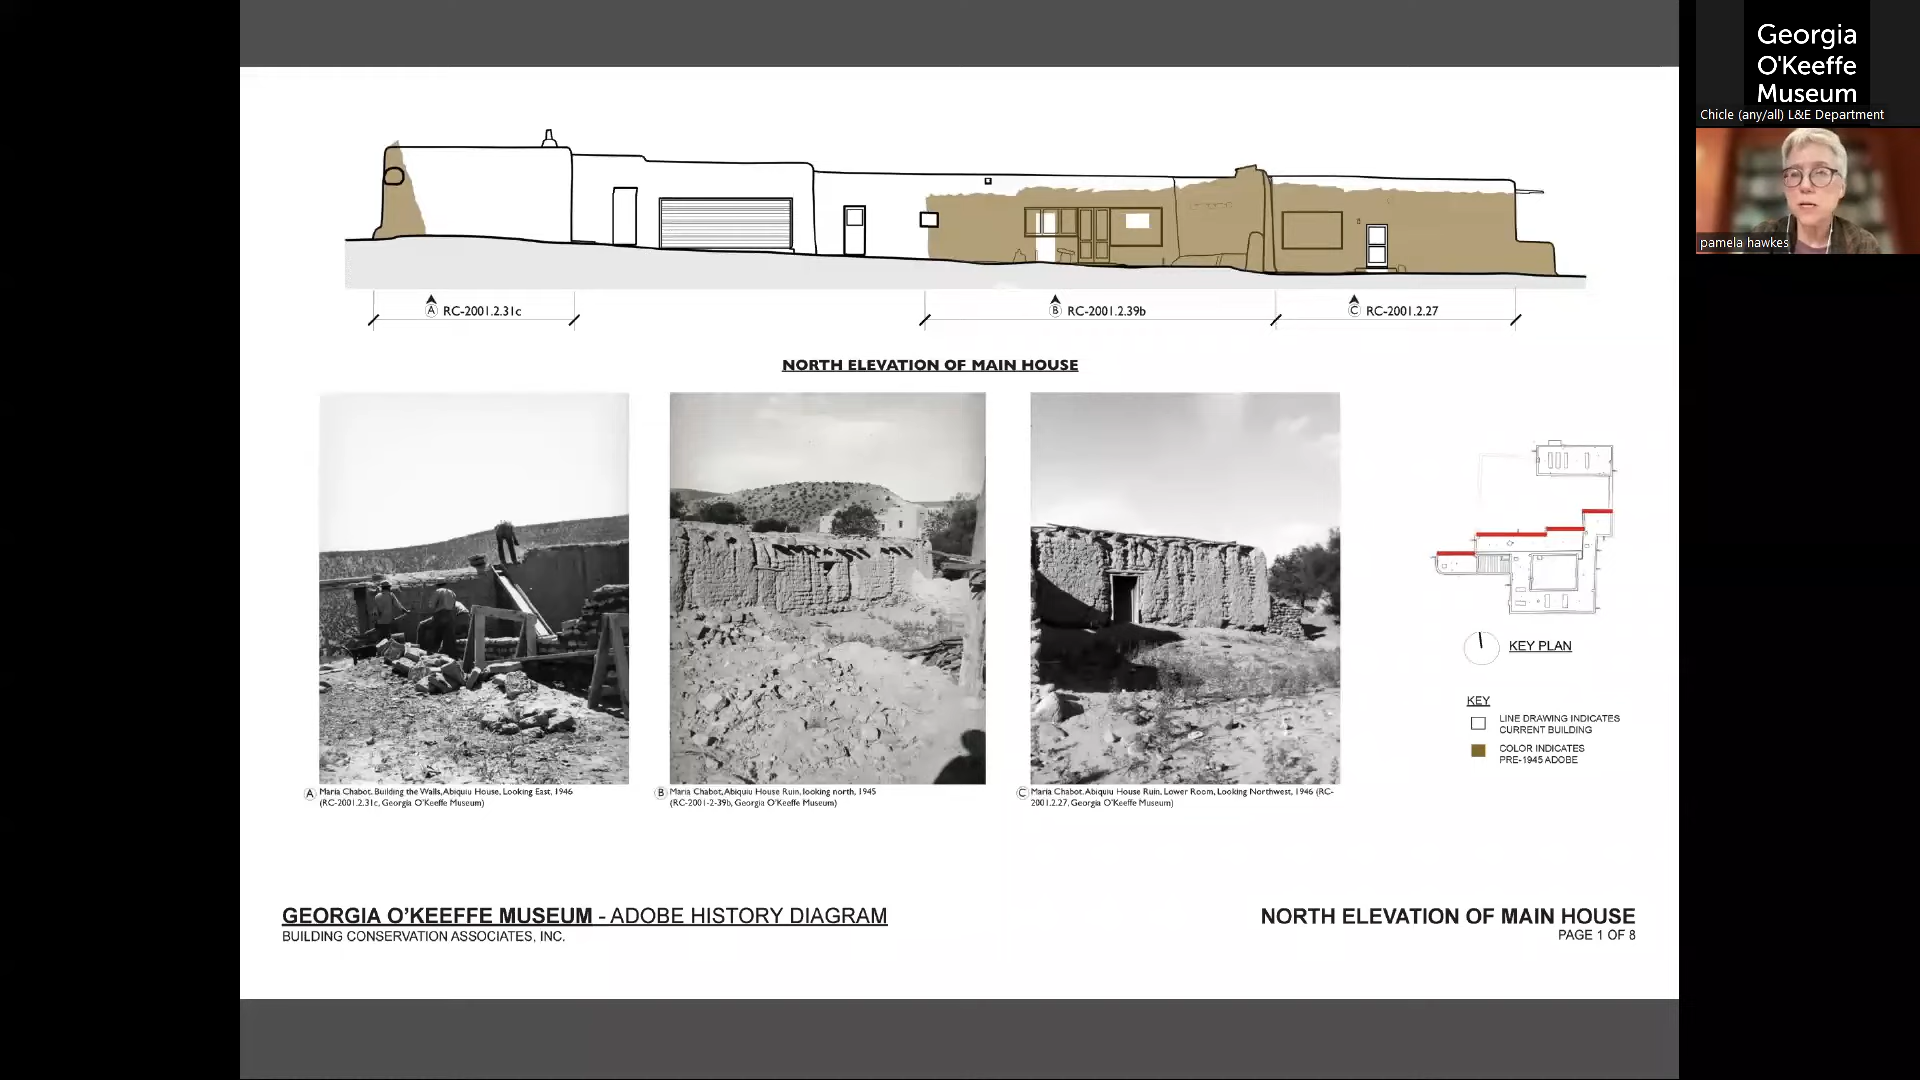 Georgia
O'Keeffe
Museum
Chicle (any/all) L&E Department
pamela hawkes
A RC-2001.2.31c
B RC-2001.2.39b
C RC-2001.2.27
NORTH ELEVATION OF MAIN HOUSE
A Maria Chabot. Building the Walls, Abiquiu House, Looking East, 1946
(RC-2001.2.31c, Georgia O'Keeffe Museum)
B Maria Chabot, Abiquiu House Ruin, looking north, 1945
(RC-2001-2-39b, Georgia O'Keeffe Museum)
C Maria Chabot. Abiquiu House Ruin, Lower Room, Looking Northwest, 1946 (RC-
2001.2.27, Georgia O'Keeffe Museum)
KEY PLAN
KEY
LINE DRAWING INDICATES
CURRENT BUILDING
COLOR INDICATES
PRE-1945 ADOBE
GEORGIA O'KEEFFE MUSEUM - ADOBE HISTORY DIAGRAM
BUILDING CONSERVATION ASSOCIATES, INC.
NORTH ELEVATION OF MAIN HOUSE
PAGE 1 OF 8